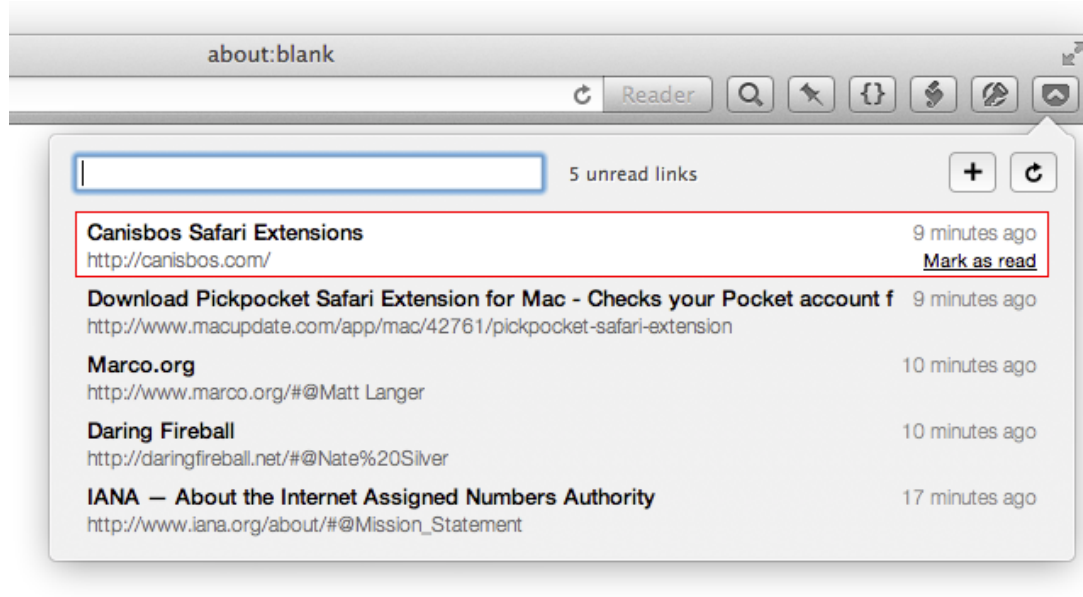 about:blank
Reader
{}
5 unread links
+
Canisbos Safari Extensions
9 minutes ago
http://canisbos.com/
Mark as read
Download Pickpocket Safari Extension for Mac - Checks your Pocket account f
9 minutes ago
http://www.macupdate.com/app/mac/42761/pickpocket-safari-extension
Marco.org
10 minutes ago
http://www.marco.org/#@Matt Langer
Daring Fireball
10 minutes ago
http://daringfireball.net/#@Nate%20Silver
IANA — About the Internet Assigned Numbers Authority
17 minutes ago
http://www.iana.org/about/#@Mission_Statement